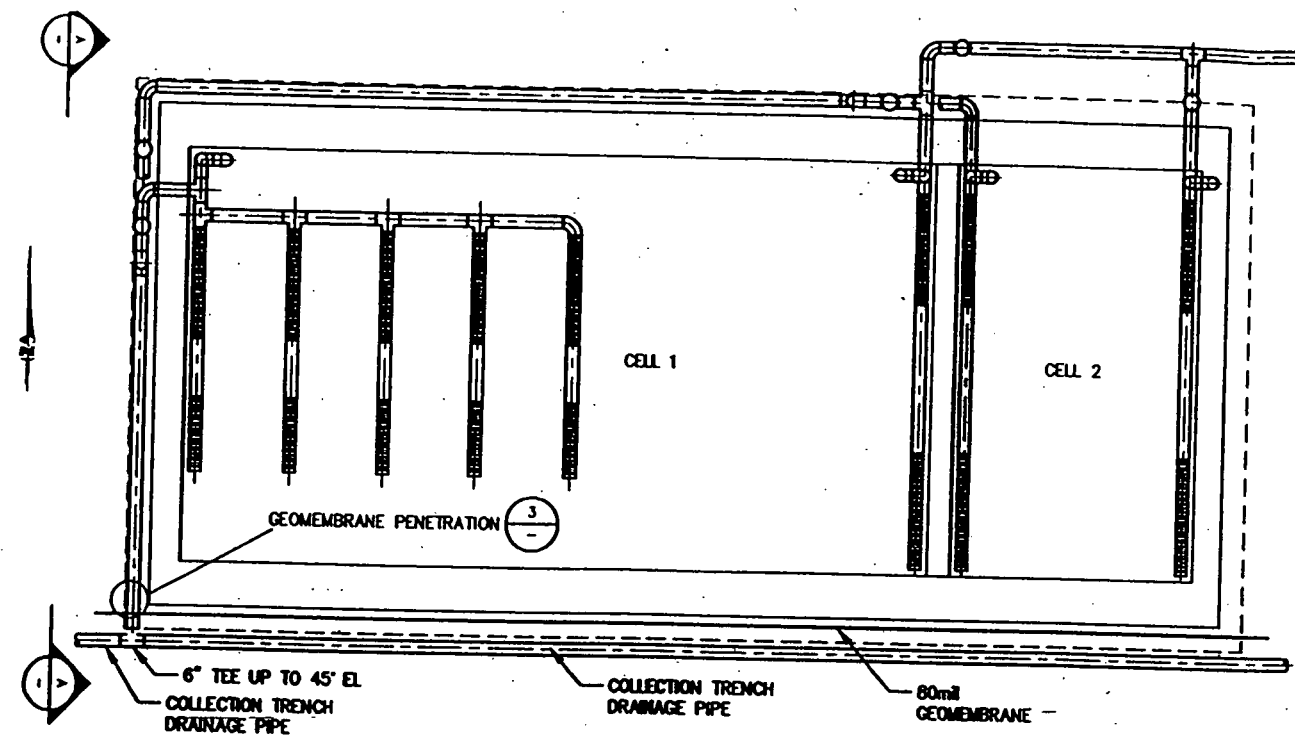 CELL 1
CELL 2
GEOMEMBRANE PENETRATION
3
-
6" TEE UP TO 45° EL
COLLECTION TRENCH
DRAINAGE PIPE
COLLECTION TRENCH
DRAINAGE PIPE
80mil
GEOMEMBRANE